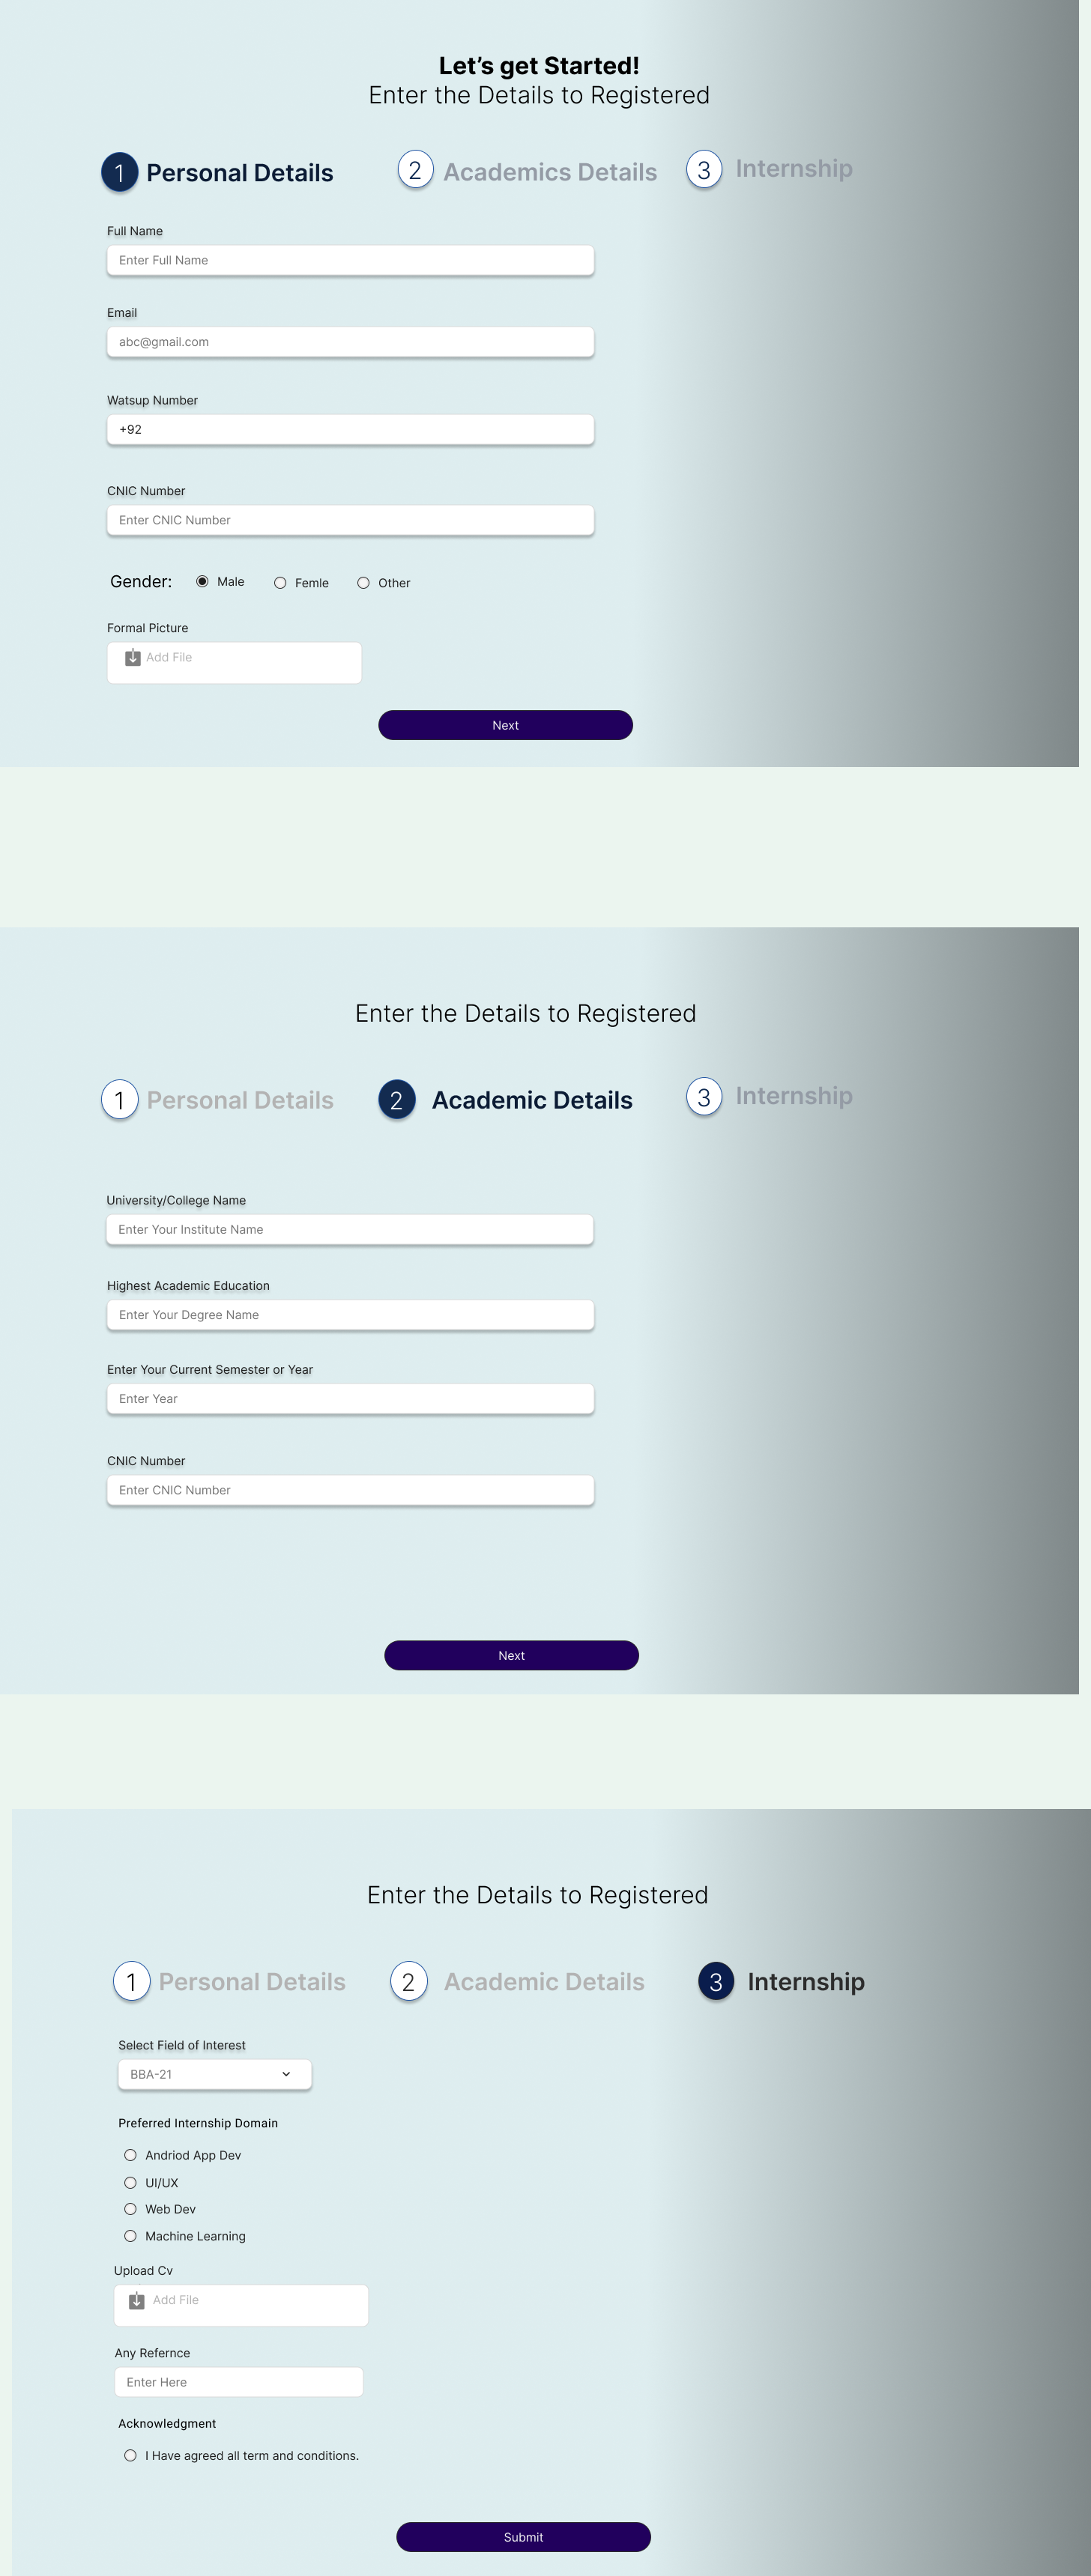 Let's get Started!
Enter the Details to Registered
1 Personal Details 2 Academics Details 3 Internship
Full Name
Enter Full Name
Email
abc@gmail.com
Watsup Number
+92
CNIC Number
Enter CNIC Number
Gender: Male Femle Other
Formal Picture
Add File
Next
Enter the Details to Registered
1 Personal Details 2 Academic Details 3 Internship
University/College Name
Enter Your Institute Name
Highest Academic Education
Enter Your Degree Name
Enter Your Current Semester or Year
Enter Year
CNIC Number
Enter CNIC Number
Next
Enter the Details to Registered
1 Personal Details 2 Academic Details 3 Internship
Select Field of Interest
BBA-21
Preferred Internship Domain
Andriod App Dev
UI/UX
Web Dev
Machine Learning
Upload Cv
Add File
Any Refernce
Enter Here
Acknowledgment
I Have agreed all term and conditions.
Submit